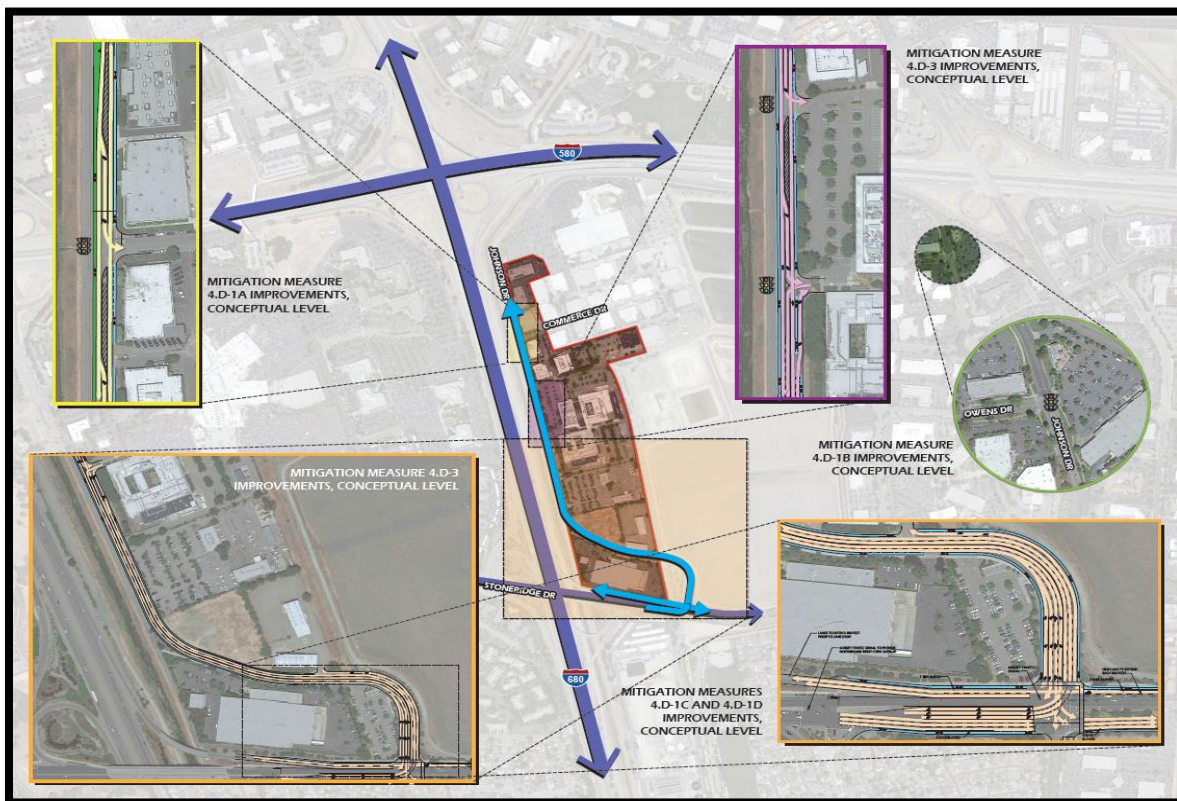 MITIGATION MEASURE
4.D-3 IMPROVEMENTS,
CONCEPTUAL LEVEL
580
MITIGATION MEASURE
4.D-1A IMPROVEMENTS,
CONCEPTUAL LEVEL
JOHNSON DR
COMMERCE DR
OWENS DR
JOHNSON DR
MITIGATION MEASURE
4.D-1B IMPROVEMENTS,
CONCEPTUAL LEVEL
MITIGATION MEASURE 4.D-3
IMPROVEMENTS, CONCEPTUAL LEVEL
STONERIDGE DR
680
MITIGATION MEASURES
4.D-1C AND 4.D-1D
IMPROVEMENTS,
CONCEPTUAL LEVEL